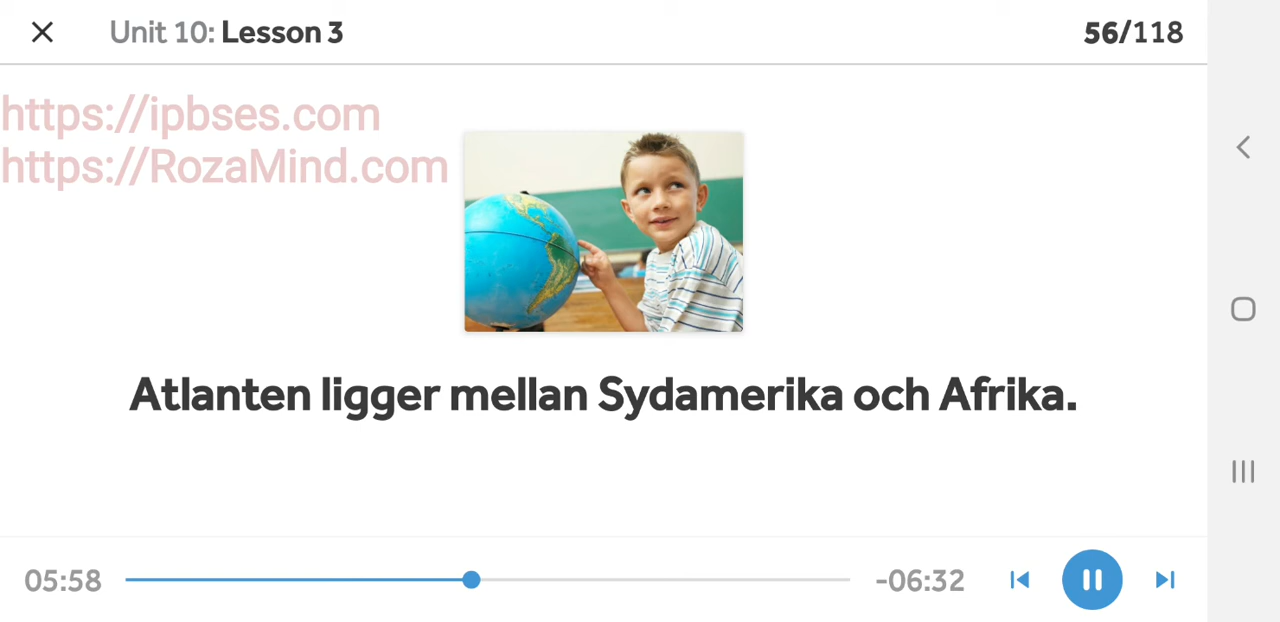 Unit 10: Lesson 3
56/118
https://ipbses.com
https://RozaMind.com
Atlanten ligger mellan Sydamerika och Afrika.
05:58
-06:32